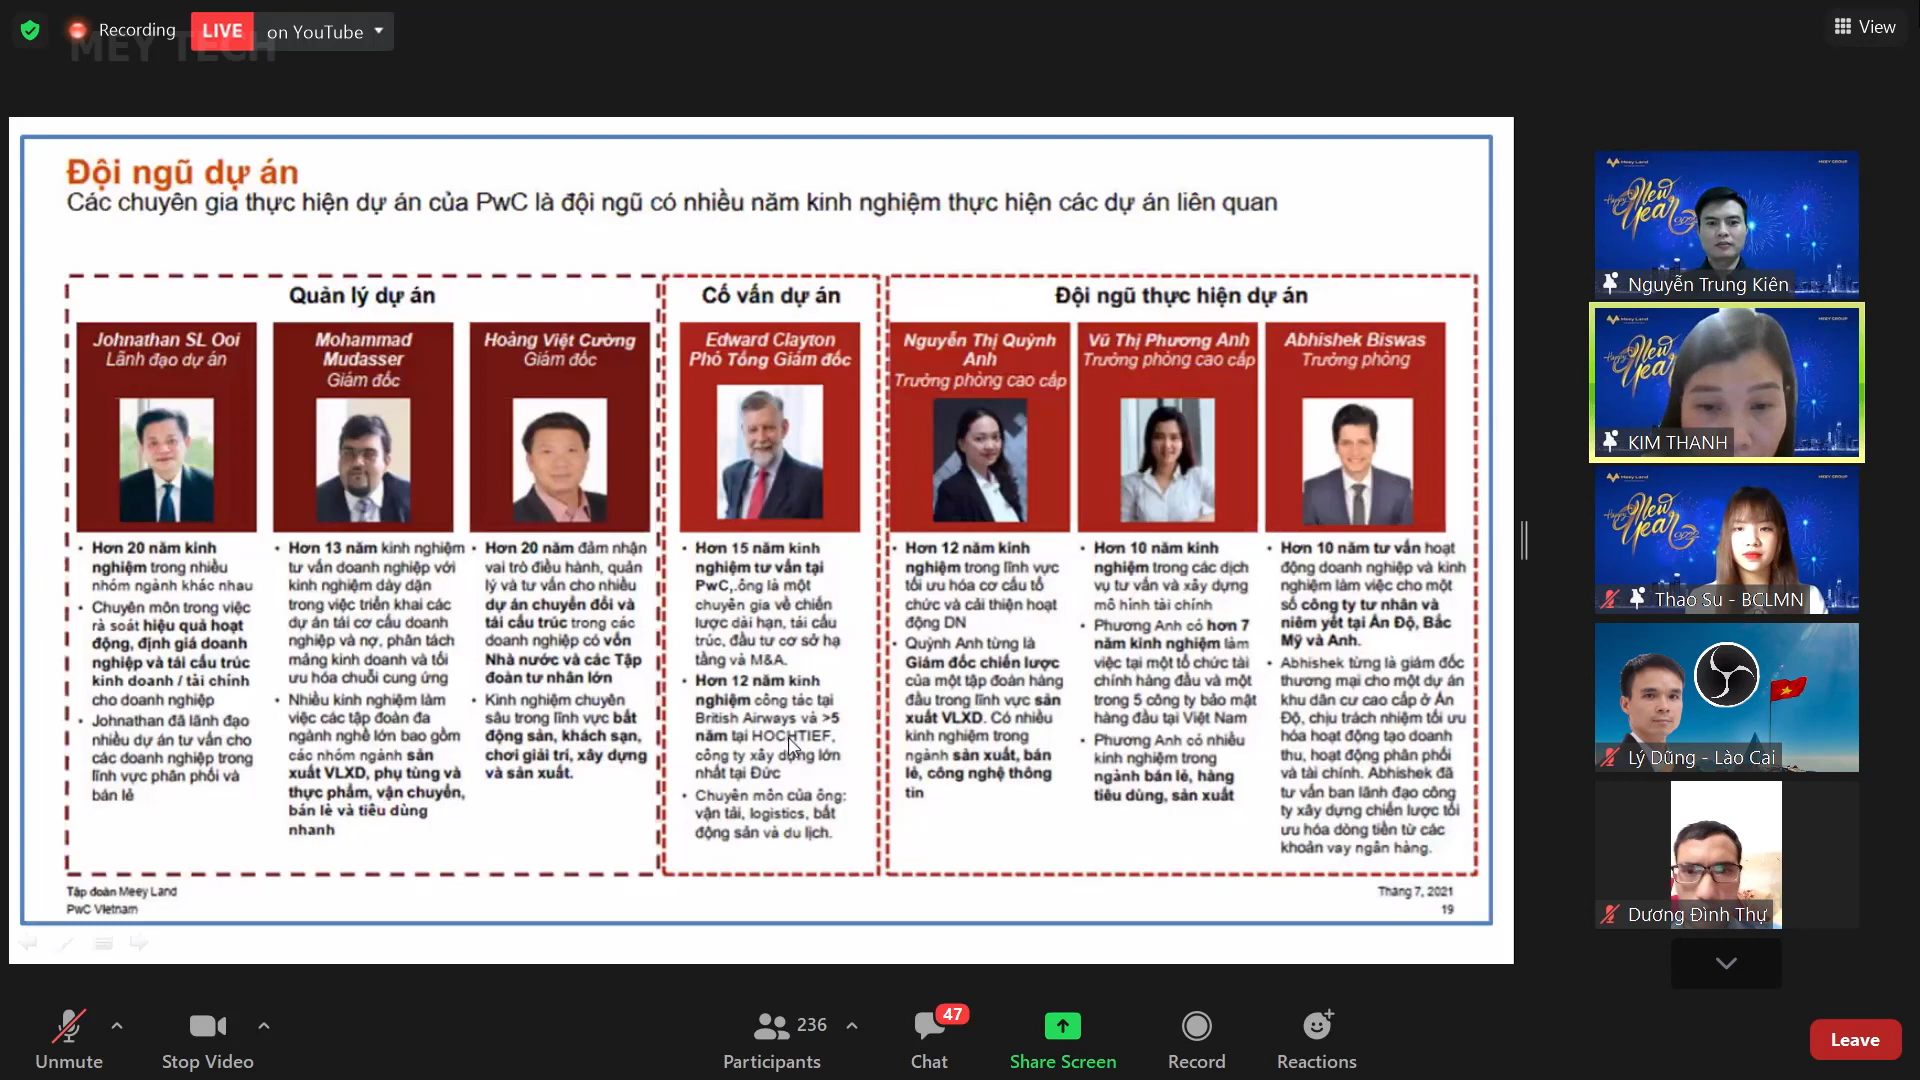 Recording
LIVE on YouTube
MEY TECH
View
Đội ngũ dự án
Các chuyên gia thực hiện dự án của PwC là đội ngũ có nhiều năm kinh nghiệm thực hiện các dự án liên quan
Quản lý dự án
Johnathan SL Ooi
Lãnh đạo dự án
Mohammad
Mudasser
Giám đốc
Hoàng Việt Cường
Giám đốc
• Hơn 20 năm kinh
nghiệm trong nhiều
nhóm ngành khác nhau
• Chuyên môn trong việc
rà soát hiệu quả hoạt
động, định giá doanh
nghiệp và tái cấu trúc
kinh doanh / tài chính
cho doanh nghiệp
• Johnathan đã lãnh đạo
nhiều dự án tư vấn cho
các doanh nghiệp trong
lĩnh vực phân phối và
bán lẻ
• Hơn 13 năm kinh nghiệm
tư vấn doanh nghiệp với
kinh nghiệm dày dặn
trong việc triển khai các
dự án tái cơ cấu doanh
nghiệp và nợ, phân tách
mảng kinh doanh và tối
ưu hóa chuỗi cung ứng
• Nhiều kinh nghiệm làm
việc các tập đoàn đa
ngành nghề lớn bao gồm
các nhóm ngành sản
xuất VLXD, phụ tùng và
thực phẩm, vận chuyển,
bán lẻ và tiêu dùng
nhanh
• Hơn 20 năm đảm nhận
vai trò điều hành, quản
lý và tư vấn cho nhiều
dự án chuyển đổi và
tái cấu trúc trong các
doanh nghiệp có vốn
Nhà nước và các Tập
đoàn tư nhân lớn
• Kinh nghiệm chuyên
sâu trong lĩnh vực bất
động sản, khách sạn,
chơi giải trí, xây dựng
và sản xuất.
Cố vấn dự án
Edward Clayton
Phó Tổng Giám đốc
• Hơn 15 năm kinh
nghiệm tư vấn tại
PwC,.ông là một
chuyên gia về chiến
lược dài hạn, tái cấu
trúc, đầu tư cơ sở hạ
tầng và M&A.
• Hơn 12 năm kinh
nghiệm công tác tại
British Airways và >5
năm tại HOCHTIEF,
công ty xây dựng lớn
nhất tại Đức
• Chuyên môn của ông:
vận tải, logistics, bất
động sản và du lịch.
Đội ngũ thực hiện dự án
Nguyễn Thị Quỳnh
Anh
Trưởng phòng cao cấp
Vũ Thị Phương Anh
Trưởng phòng cao cấp
Abhishek Biswas
Trưởng phòng
• Hơn 12 năm kinh
nghiệm trong lĩnh vực
tối ưu hóa cơ cấu tổ
chức và cải thiện hoạt
động DN
• Quỳnh Anh từng là
Giám đốc chiến lược
của một tập đoàn hàng
đầu trong lĩnh vực sản
xuất VLXD. Có nhiều
kinh nghiệm trong
ngành sản xuất, bán
lẻ, công nghệ thông
tin
• Hơn 10 năm kinh
nghiệm trong các dịch
vụ tư vấn và xây dựng
mô hình tài chính
• Phương Anh có hơn 7
năm kinh nghiệm làm
việc tại một tổ chức tài
chính hàng đầu và một
trong 5 công ty bảo mật
hàng đầu tại Việt Nam
• Phương Anh có nhiều
kinh nghiệm trong
ngành bán lẻ, hàng
tiêu dùng, sản xuất
• Hơn 10 năm tư vấn hoạt
động doanh nghiệp và kinh
nghiệm làm việc cho một
số công ty tư nhân và
niêm yết tại Ấn Độ, Bắc
Mỹ và Anh.
• Abhishek từng là giám đốc
thương mại cho một dự án
khu dân cư cao cấp ở Ấn
Độ, chịu trách nhiệm tối ưu
hóa hoạt động tạo doanh
thu, hoạt động phân phối
và tài chính. Abhishek đã
tư vấn ban lãnh đạo công
ty xây dựng chiến lược tối
ưu hóa dòng tiền từ các
khoản vay ngân hàng.
Tập đoàn Meey Land
PwC Vietnam
Tháng 7, 2021
19
Meey Land
MEEY GROUP
Happy New Year
Nguyễn Trung Kiên
Meey Land
MEEY GROUP
Happy New Year
KIM THANH
Meey Land
MEEY GROUP
Happy New Year
Thao Su - BCLMN
Lý Dũng - Lào Cai
Dương Đình Thự
Unmute
Stop Video
236
Participants
47
Chat
Share Screen
Record
Reactions
Leave